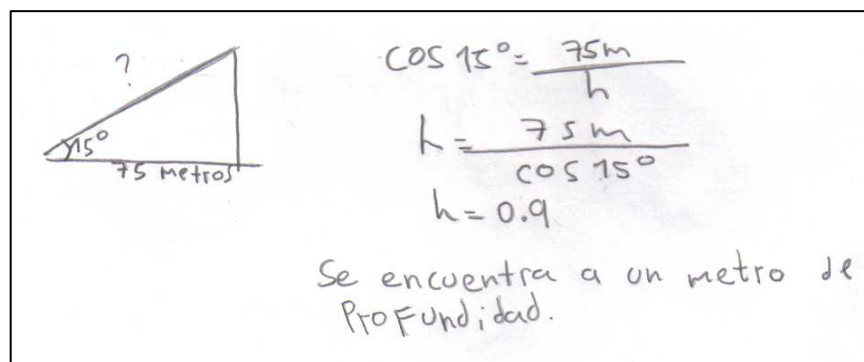 ?
15°
75 metros
cos 15° = 75m / h
h = 75m / cos 15°
h = 0.9
Se encuentra a un metro de
Profundidad.